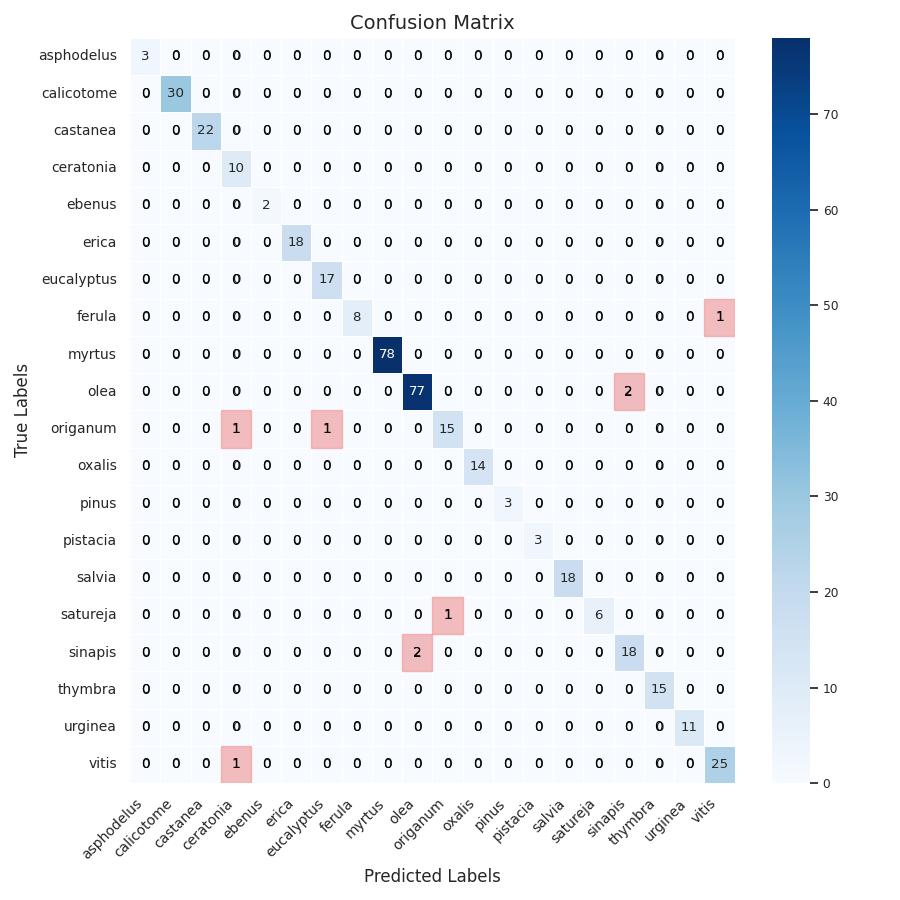 Confusion Matrix
asphodelus 3 0 0 0 0 0 0 0 0 0 0 0 0 0 0 0 0 0 0 0
calicotome 0 30 0 0 0 0 0 0 0 0 0 0 0 0 0 0 0 0 0 0
castanea 0 0 22 0 0 0 0 0 0 0 0 0 0 0 0 0 0 0 0 0
ceratonia 0 0 0 10 0 0 0 0 0 0 0 0 0 0 0 0 0 0 0 0
ebenus 0 0 0 0 2 0 0 0 0 0 0 0 0 0 0 0 0 0 0 0
erica 0 0 0 0 0 18 0 0 0 0 0 0 0 0 0 0 0 0 0 0
eucalyptus 0 0 0 0 0 0 17 0 0 0 0 0 0 0 0 0 0 0 0 0
ferula 0 0 0 0 0 0 0 8 0 0 0 0 0 0 0 0 0 0 0 1
myrtus 0 0 0 0 0 0 0 0 78 0 0 0 0 0 0 0 0 0 0 0
olea 0 0 0 0 0 0 0 0 0 77 0 0 0 0 0 0 2 0 0 0
origanum 0 0 0 1 0 0 1 0 0 0 15 0 0 0 0 0 0 0 0 0
oxalis 0 0 0 0 0 0 0 0 0 0 0 14 0 0 0 0 0 0 0 0
pinus 0 0 0 0 0 0 0 0 0 0 0 0 3 0 0 0 0 0 0 0
pistacia 0 0 0 0 0 0 0 0 0 0 0 0 0 3 0 0 0 0 0 0
salvia 0 0 0 0 0 0 0 0 0 0 0 0 0 0 18 0 0 0 0 0
satureja 0 0 0 0 0 0 0 0 0 0 1 0 0 0 0 6 0 0 0 0
sinapis 0 0 0 0 0 0 0 0 0 2 0 0 0 0 0 0 18 0 0 0
thymbra 0 0 0 0 0 0 0 0 0 0 0 0 0 0 0 0 0 15 0 0
urginea 0 0 0 0 0 0 0 0 0 0 0 0 0 0 0 0 0 0 11 0
vitis 0 0 0 1 0 0 0 0 0 0 0 0 0 0 0 0 0 0 0 25
True Labels
asphodelus calicotome castanea ceratonia ebenus erica eucalyptus ferula myrtus olea origanum oxalis pinus pistacia salvia satureja sinapis thymbra urginea vitis
Predicted Labels
70
60
50
40
30
20
10
0